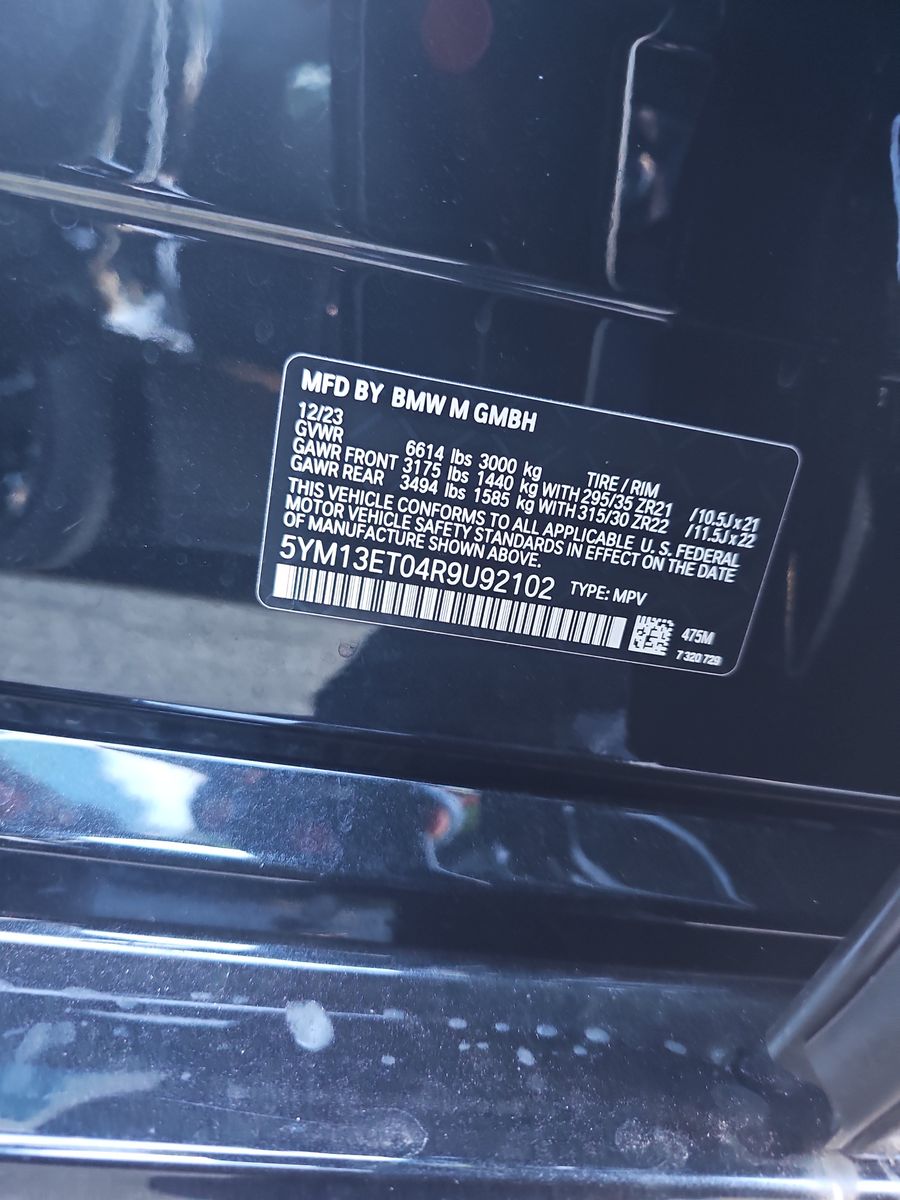 MFD BY BMW M GMBH
12/23
GVWR 6614 lbs 3000 kg TIRE / RIM
GAWR FRONT 3175 lbs 1440 kg WITH 295/35 ZR21 /10.5J x 21
GAWR REAR 3494 lbs 1585 kg WITH 315/30 ZR22 /11.5J x 22
THIS VEHICLE CONFORMS TO ALL APPLICABLE U.S. FEDERAL
MOTOR VEHICLE SAFETY STANDARDS IN EFFECT ON THE DATE
OF MANUFACTURE SHOWN ABOVE.
5YM13ET04R9U92102 TYPE: MPV
475M
7 320 729